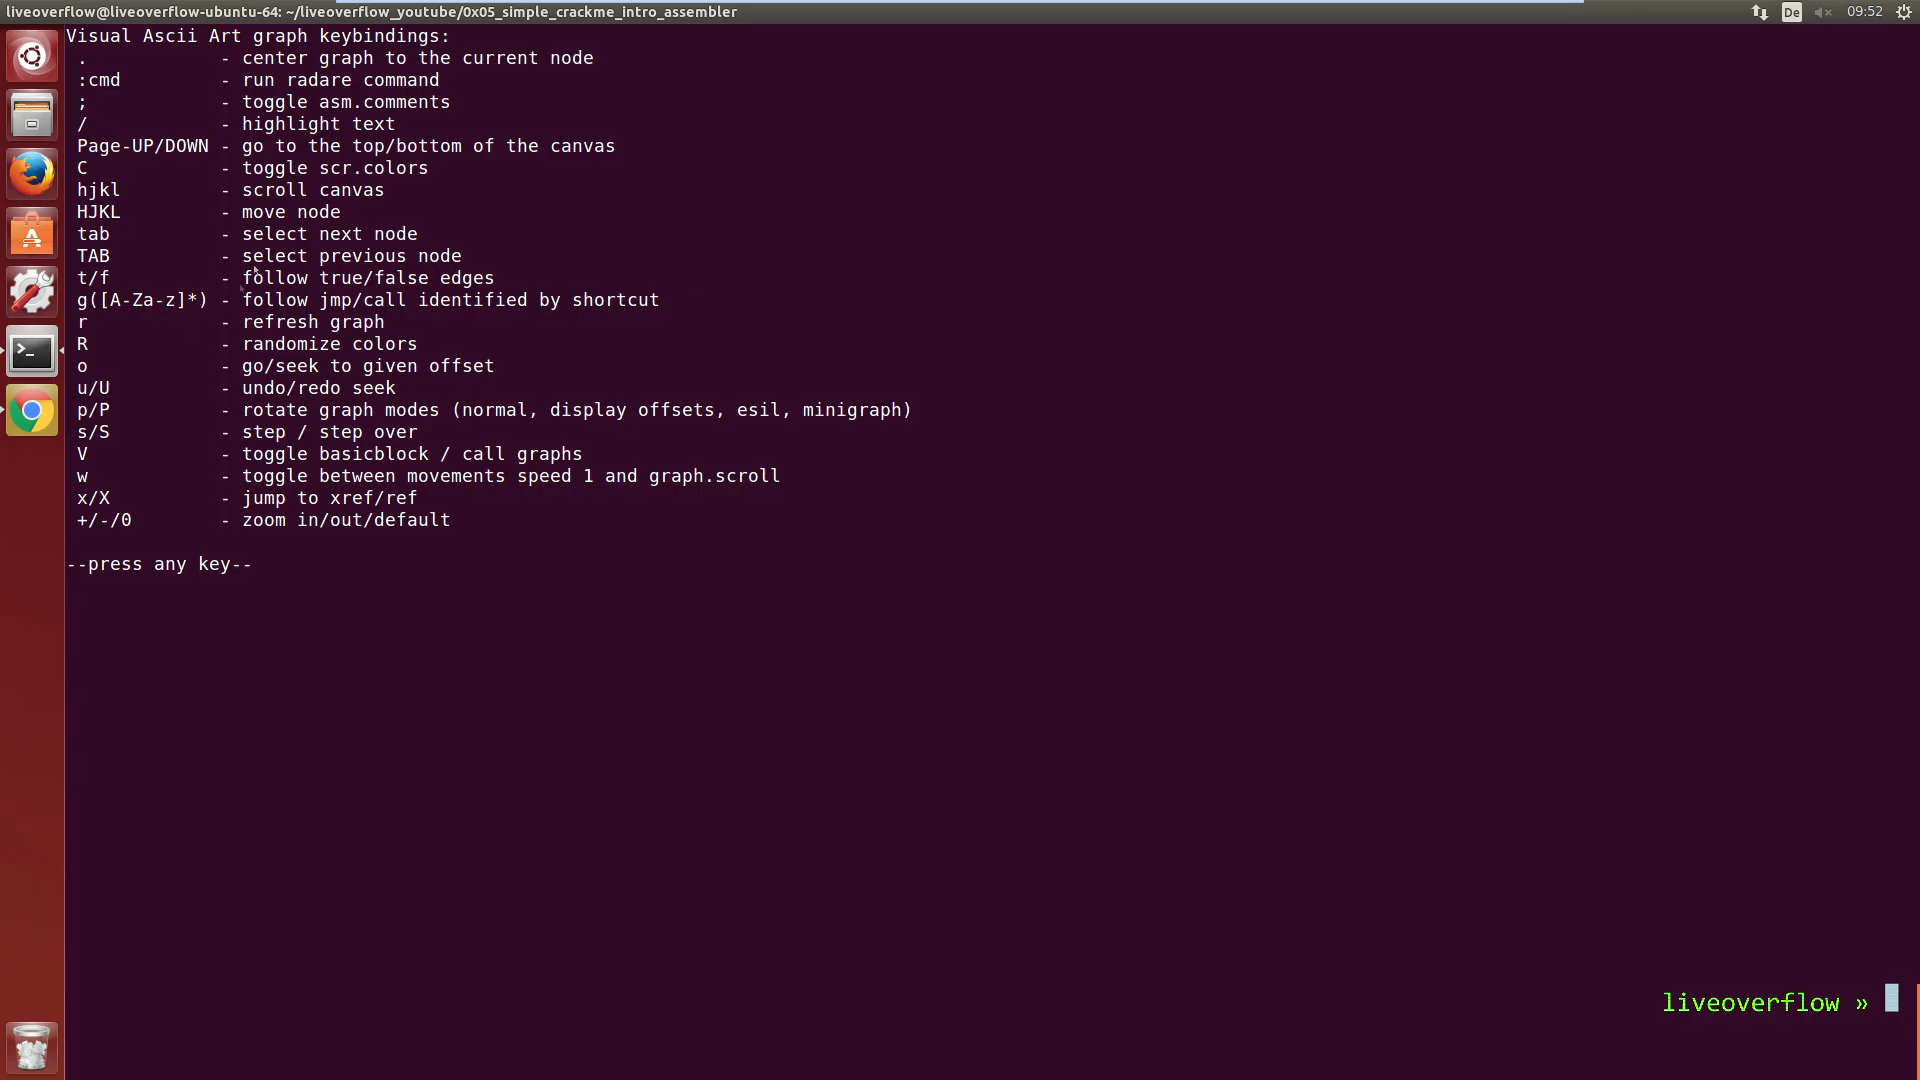 liveoverflow@liveoverflow-ubuntu-64: ~/liveoverflow_youtube/0x05_simple_crackme_intro_assembler
De
09:52
Visual Ascii Art graph keybindings:
. - center graph to the current node
:cmd - run radare command
; - toggle asm.comments
/ - highlight text
Page-UP/DOWN - go to the top/bottom of the canvas
C - toggle scr.colors
hjkl - scroll canvas
HJKL - move node
tab - select next node
TAB - select previous node
t/f - follow true/false edges
g([A-Za-z]*) - follow jmp/call identified by shortcut
r - refresh graph
R - randomize colors
o - go/seek to given offset
u/U - undo/redo seek
p/P - rotate graph modes (normal, display offsets, esil, minigraph)
s/S - step / step over
V - toggle basicblock / call graphs
w - toggle between movements speed 1 and graph.scroll
x/X - jump to xref/ref
+/-/0 - zoom in/out/default
--press any key--
liveoverflow »